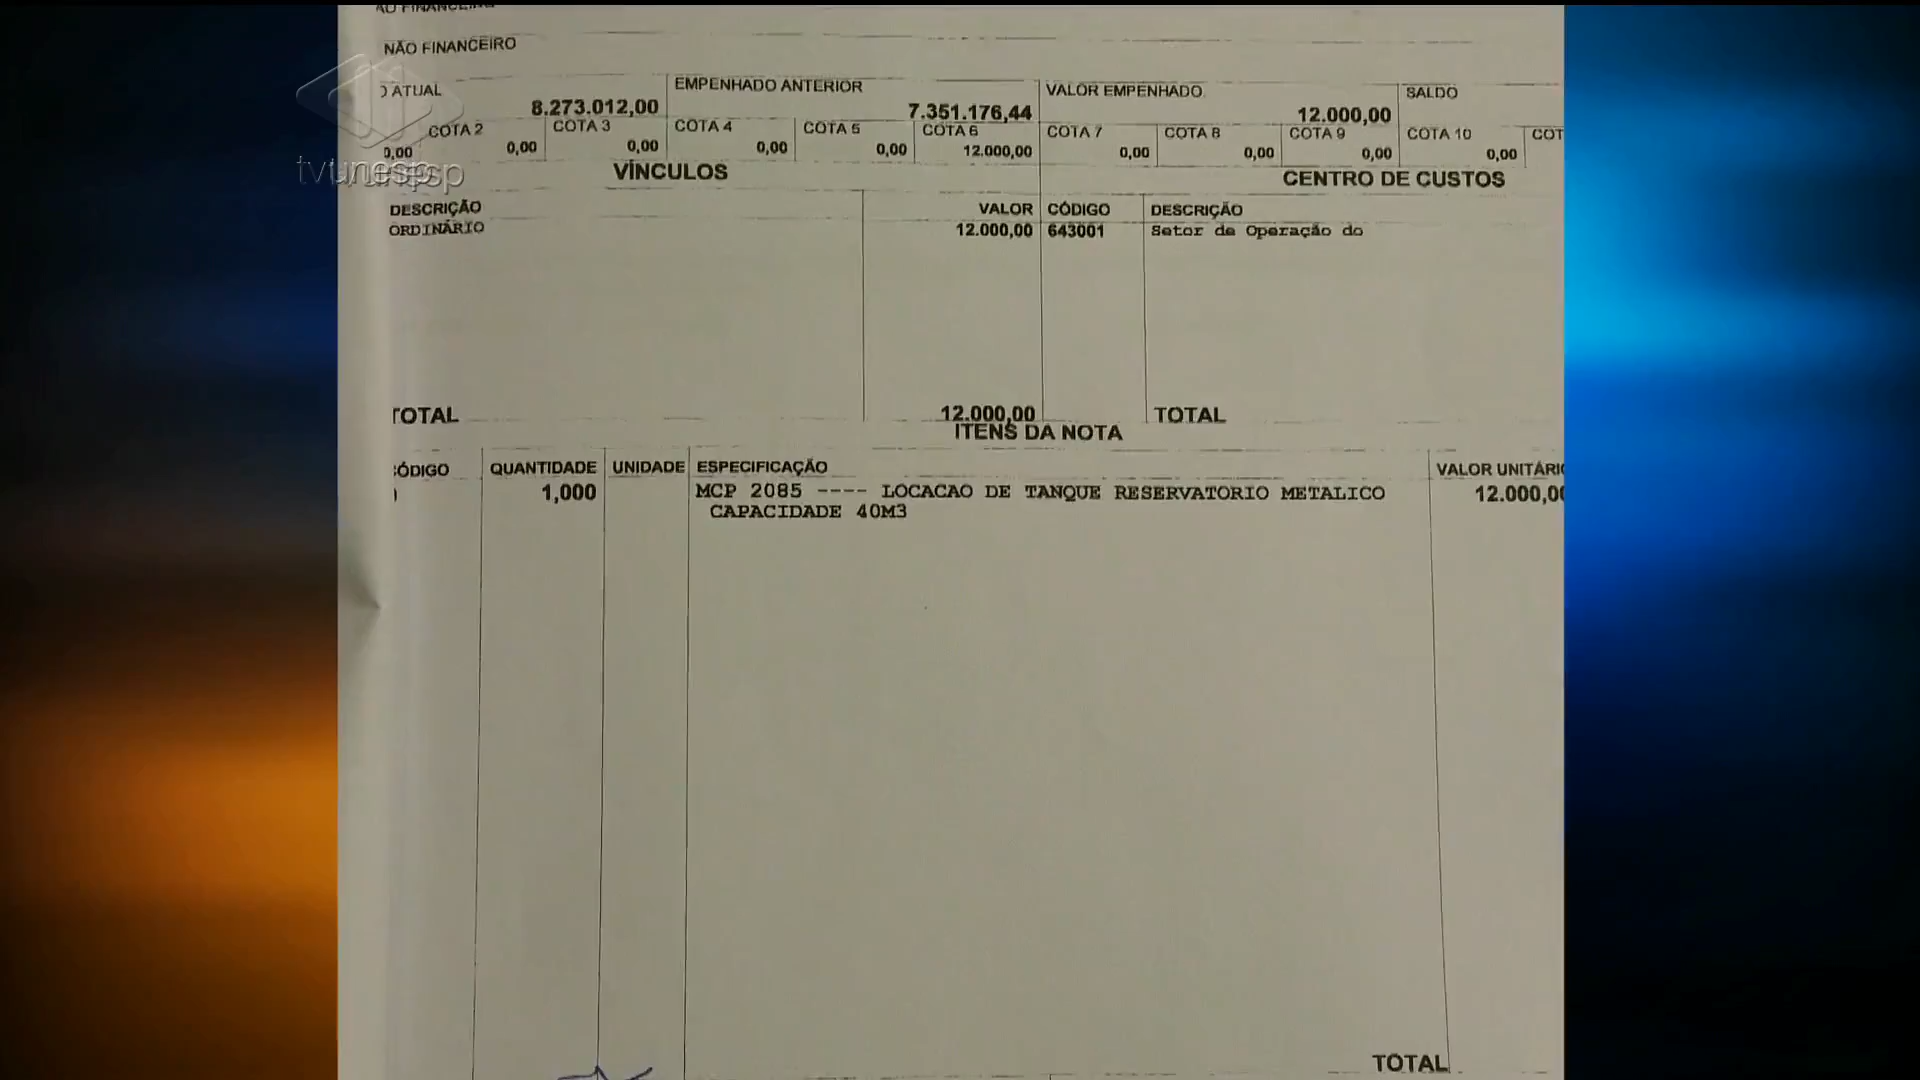 NÃO FINANCEIRO
ATUAL EMPENHADO ANTERIOR VALOR EMPENHADO SALDO
8.273.012,00 7.351.176,44 12.000,00
COTA 2 COTA 3 COTA 4 COTA 5 COTA 6 COTA 7 COTA 8 COTA 9 COTA 10 COT
0,00 0,00 0,00 0,00 0,00 12.000,00 0,00 0,00 0,00 0,00
VÍNCULOS CENTRO DE CUSTOS
DESCRIÇÃO VALOR CÓDIGO DESCRIÇÃO
ORDINÁRIO 12.000,00 643001 Setor de Operação do
TOTAL 12.000,00 TOTAL
ITENS DA NOTA
CÓDIGO QUANTIDADE UNIDADE ESPECIFICAÇÃO VALOR UNITÁRIO
1,000 MCP 2085 ---- LOCACAO DE TANQUE RESERVATORIO METALICO 12.000,00
CAPACIDADE 40M3
TOTAL